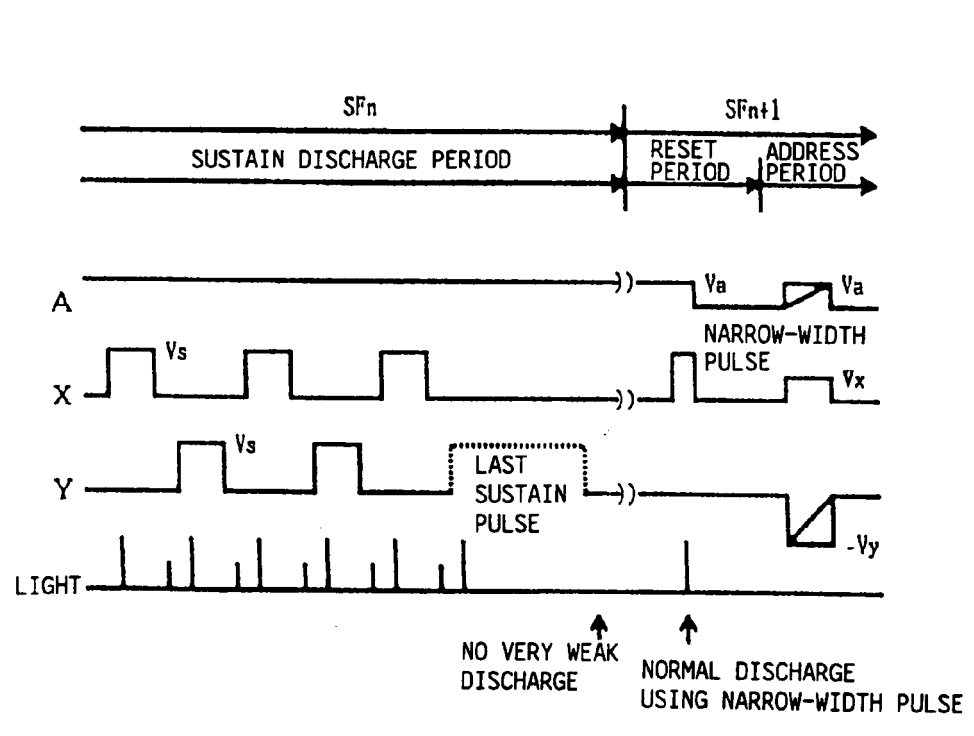 SFn
SFn+1
SUSTAIN DISCHARGE PERIOD
RESET
PERIOD
ADDRESS
PERIOD
A
Va
Va
NARROW-WIDTH
PULSE
X
Vs
Vx
Y
Vs
LAST
SUSTAIN
PULSE
-Vy
LIGHT
NO VERY WEAK
DISCHARGE
NORMAL DISCHARGE
USING NARROW-WIDTH PULSE